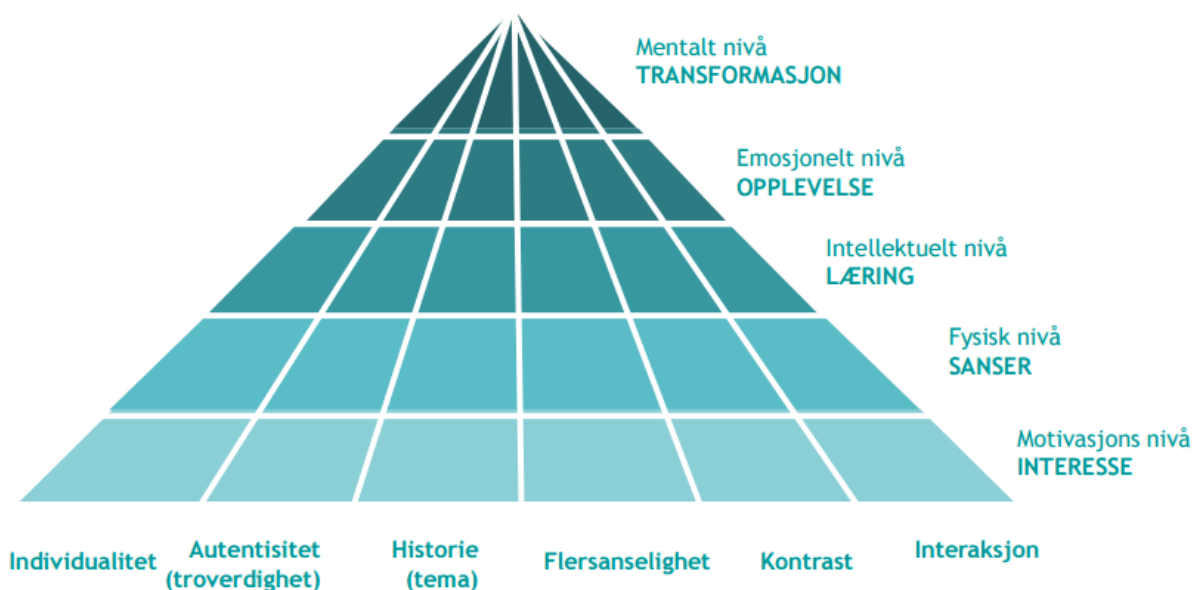 Mentalt nivå
TRANSFORMASJON
Emosjonelt nivå
OPPLEVELSE
Intellektuelt nivå
LÆRING
Fysisk nivå
SANSER
Motivasjons nivå
INTERESSE
Individualitet
Autentisitet
(troverdighet)
Historie
(tema)
Flersanselighet
Kontrast
Interaksjon